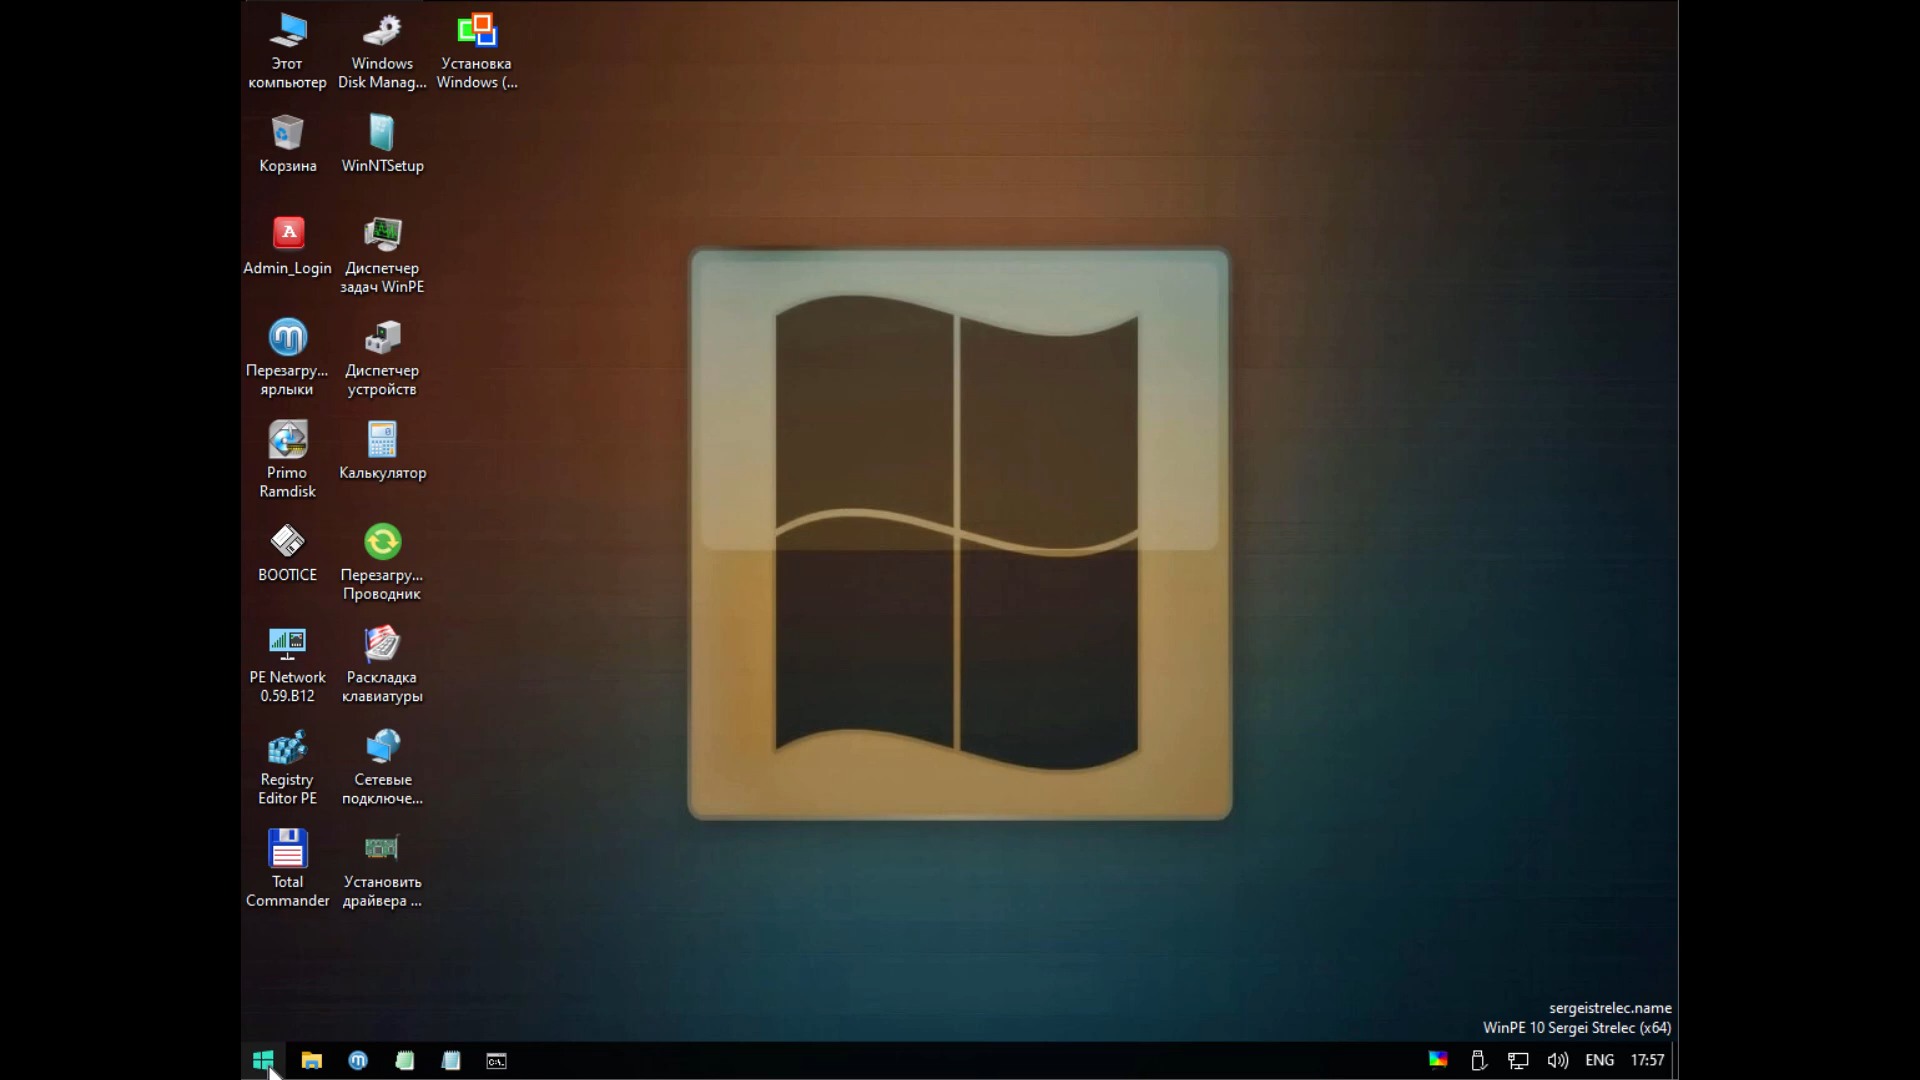 Этот
компьютер
Windows
Disk Manag...
Установка
Windows (...
Корзина
WinNTSetup
Admin_Login
Диспетчер
задач WinPE
Перезагру...
ярлыки
Диспетчер
устройств
Primo
Ramdisk
Калькулятор
BOOTICE
Перезагру...
Проводник
PE Network
0.59.B12
Раскладка
клавиатуры
Registry
Editor PE
Сетевые
подключе...
Total
Commander
Установить
драйвера ...
sergeistrelec.name
WinPE 10 Sergei Strelec (x64)
ENG 17:57